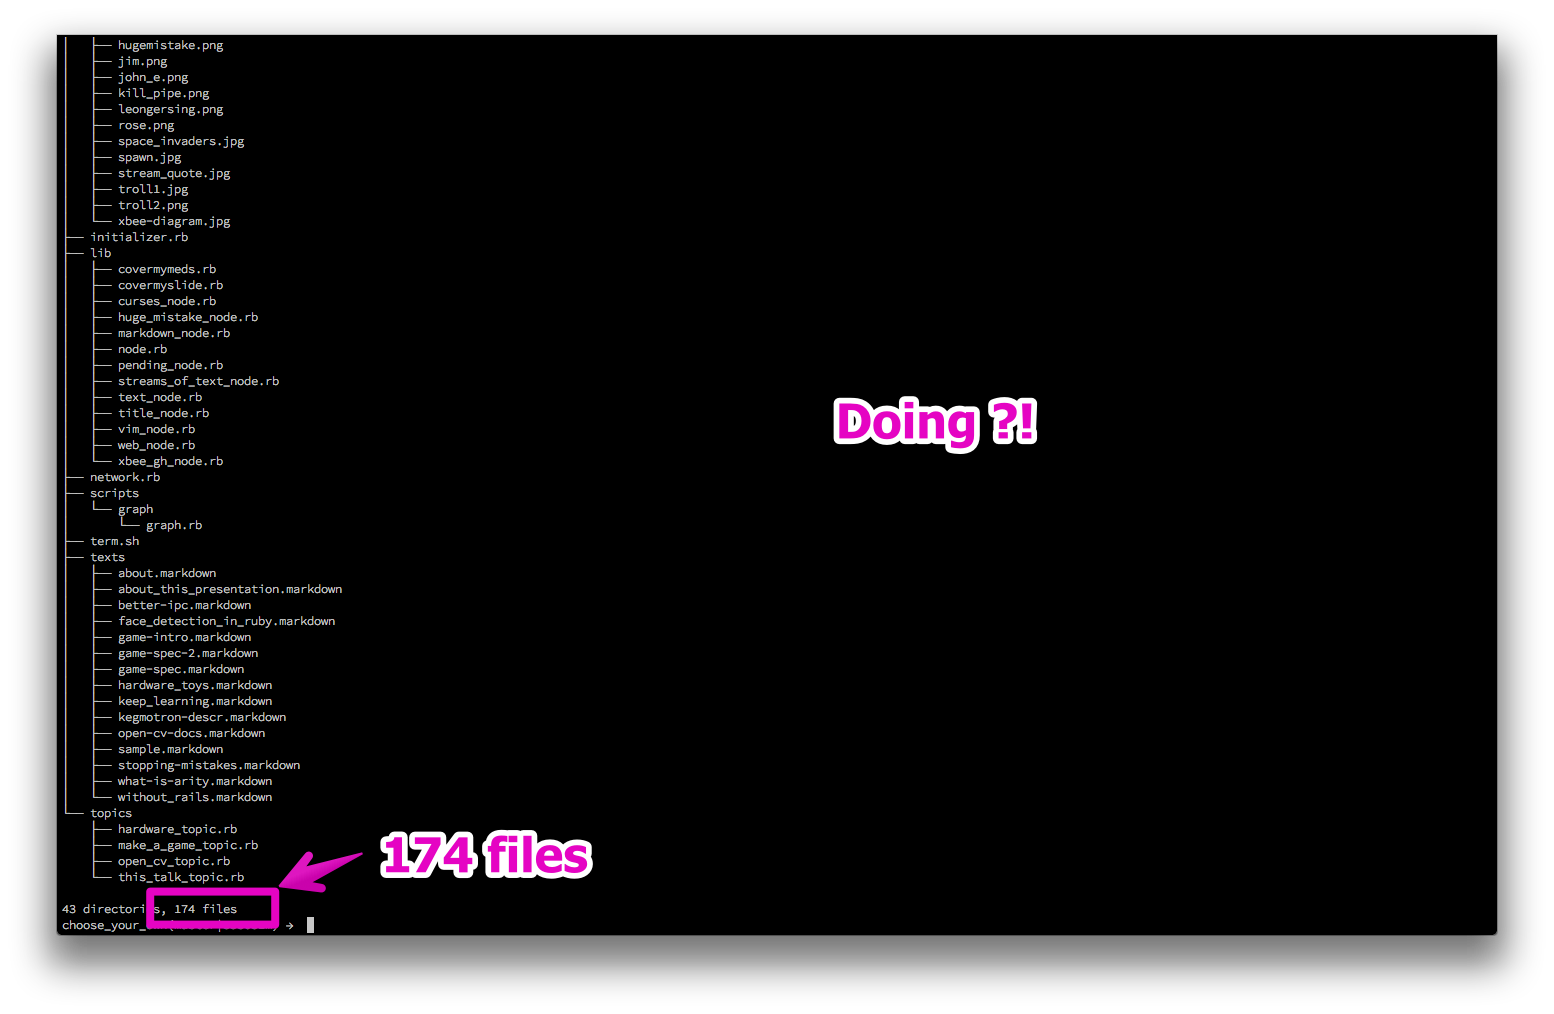 hugemistake.png
jim.png
john_e.png
kill_pipe.png
leongersing.png
rose.png
space_invaders.jpg
spawn.jpg
stream_quote.jpg
troll1.jpg
troll2.png
xbee-diagram.jpg
initializer.rb
lib
covermymeds.rb
covermyslide.rb
curses_node.rb
huge_mistake_node.rb
markdown_node.rb
node.rb
pending_node.rb
streams_of_text_node.rb
text_node.rb
title_node.rb
vim_node.rb
web_node.rb
xbee_gh_node.rb
network.rb
scripts
graph
graph.rb
term.sh
texts
about.markdown
about_this_presentation.markdown
better-ipc.markdown
face_detection_in_ruby.markdown
game-intro.markdown
game-spec-2.markdown
game-spec.markdown
hardware_toys.markdown
keep_learning.markdown
kegmotron-descr.markdown
open-cv-docs.markdown
sample.markdown
stopping-mistakes.markdown
what-is-arity.markdown
without_rails.markdown
topics
hardware_topic.rb
make_a_game_topic.rb
open_cv_topic.rb
this_talk_topic.rb
43 directories, 174 files
choose_your_ →
Doing ?!
174 files